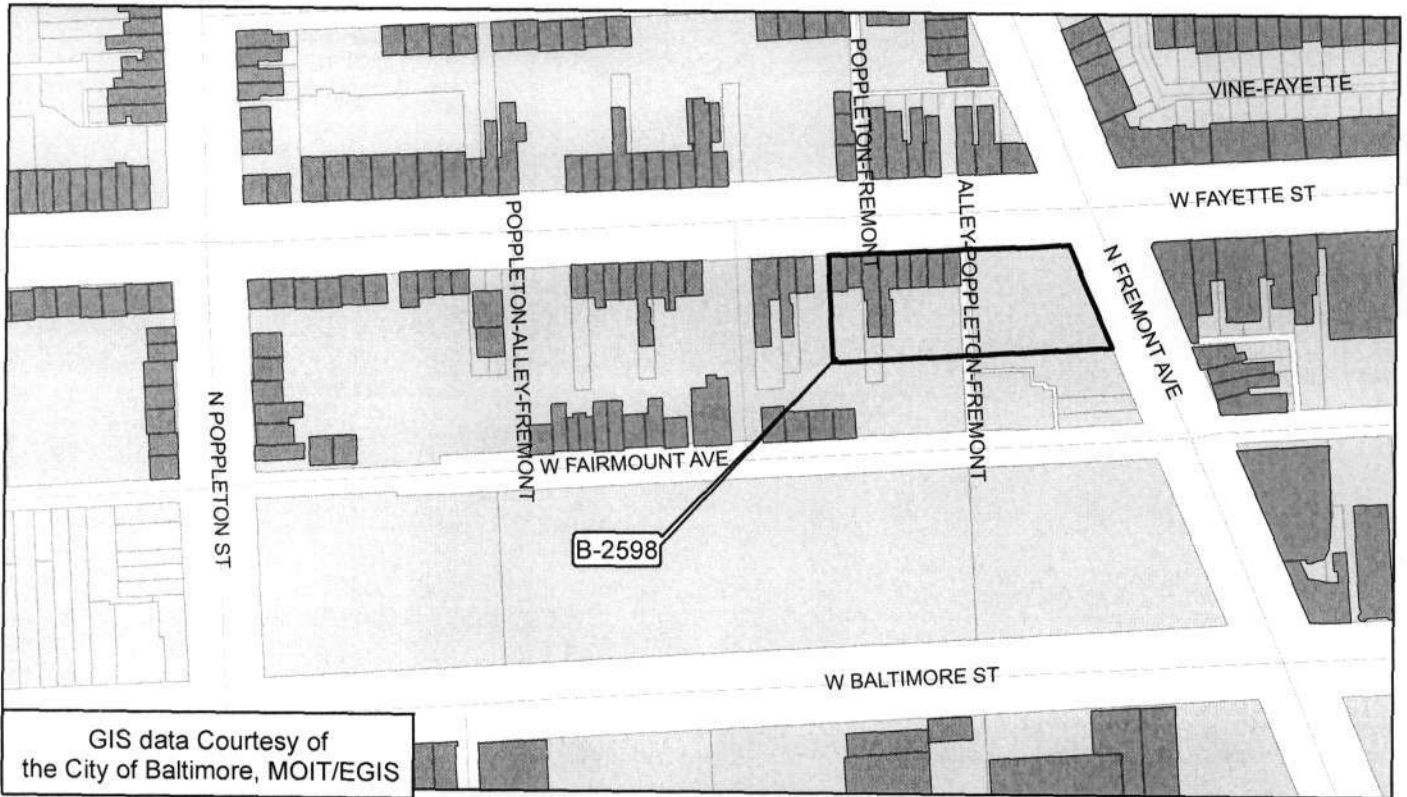 POPPLETON-FREMONT
VINE-FAYETTE
W FAYETTE ST
POPPLETON-ALLEY-FREMONT
ALLEY-POPPLETON-FREMONT
N FREMONT AVE
N POPPLETON ST
W FAIRMOUNT AVE
B-2598
W BALTIMORE ST
GIS data Courtesy of
the City of Baltimore, MOIT/EGIS